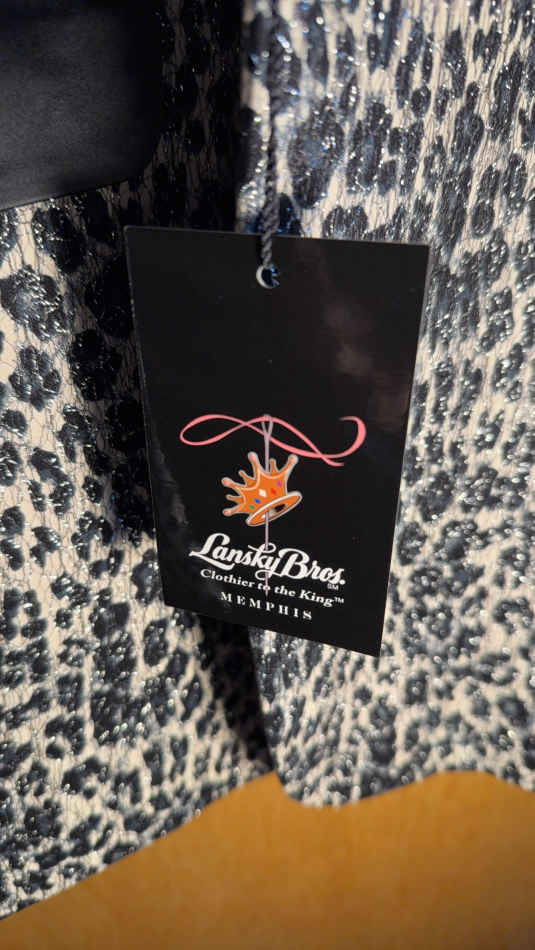 Lansky Bros.℠
Clothier to the King™
MEMPHIS